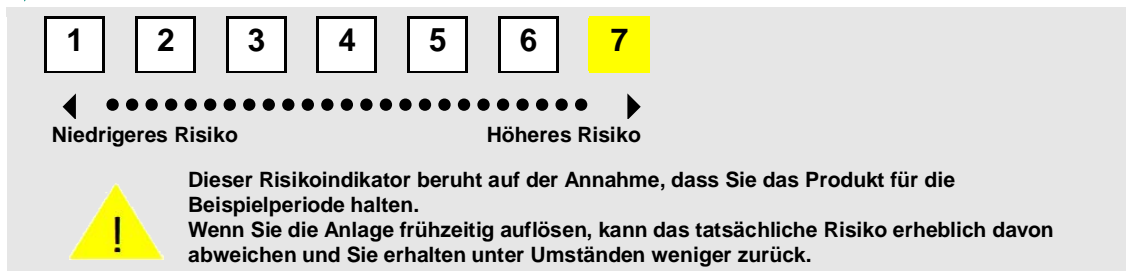 1 2 3 4 5 6 7
Niedrigeres Risiko Höheres Risiko
Dieser Risikoindikator beruht auf der Annahme, dass Sie das Produkt für die
Beispielperiode halten.
! Wenn Sie die Anlage frühzeitig auflösen, kann das tatsächliche Risiko erheblich davon
abweichen und Sie erhalten unter Umständen weniger zurück.